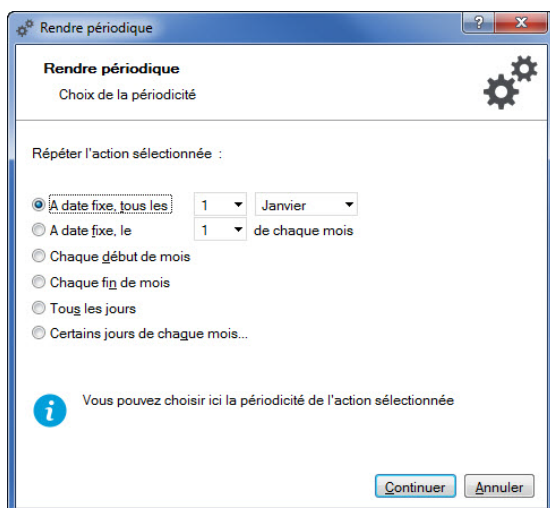 Rendre périodique
Rendre périodique
Choix de la périodicité
Répéter l'action sélectionnée :
A date fixe, tous les 1 Janvier
A date fixe, le 1 de chaque mois
Chaque début de mois
Chaque fin de mois
Tous les jours
Certains jours de chaque mois...
Vous pouvez choisir ici la périodicité de l'action sélectionnée
Continuer Annuler